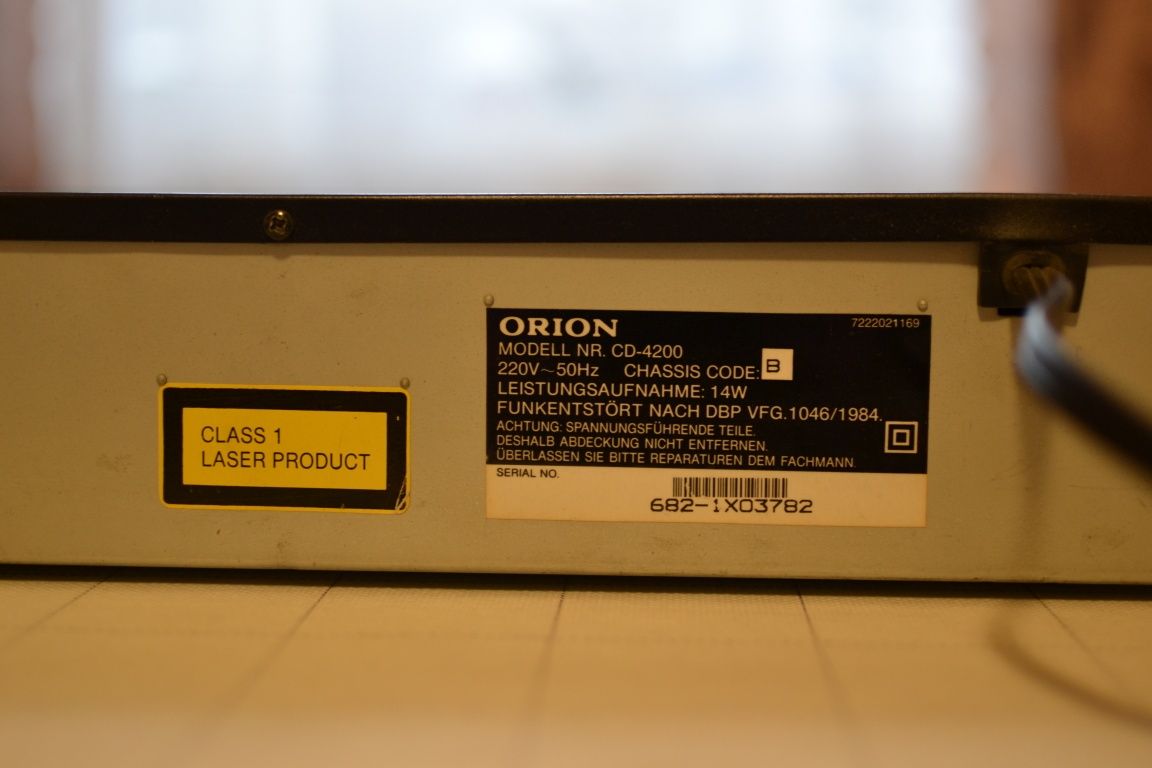 ORION 7222021169
MODELL NR. CD-4200
220V~50Hz CHASSIS CODE: B
LEISTUNGSAUFNAHME: 14W
FUNKENTSTÖRT NACH DBP VFG.1046/1984.
ACHTUNG: SPANNUNGSFÜHRENDE TEILE.
DESHALB ABDECKUNG NICHT ENTFERNEN.
ÜBERLASSEN SIE BITTE REPARATUREN DEM FACHMANN.
SERIAL NO.
682-1X03782
CLASS 1
LASER PRODUCT